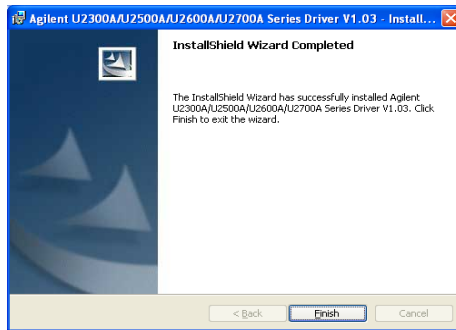 Agilent U2300A/U2500A/U2600A/U2700A Series Driver V1.03 - Install...
InstallShield Wizard Completed
The InstallShield Wizard has successfully installed Agilent
U2300A/U2500A/U2600A/U2700A Series Driver V1.03. Click
Finish to exit the wizard.
< Back
Finish
Cancel